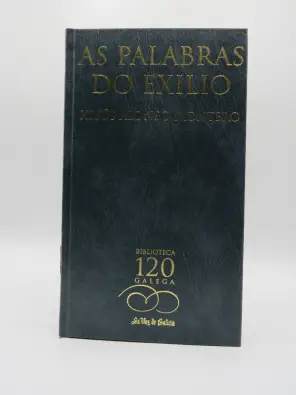 AS PALABRAS
DO EXILIO
BIBLIOTECA
120
GALEGA
La Voz de Galicia